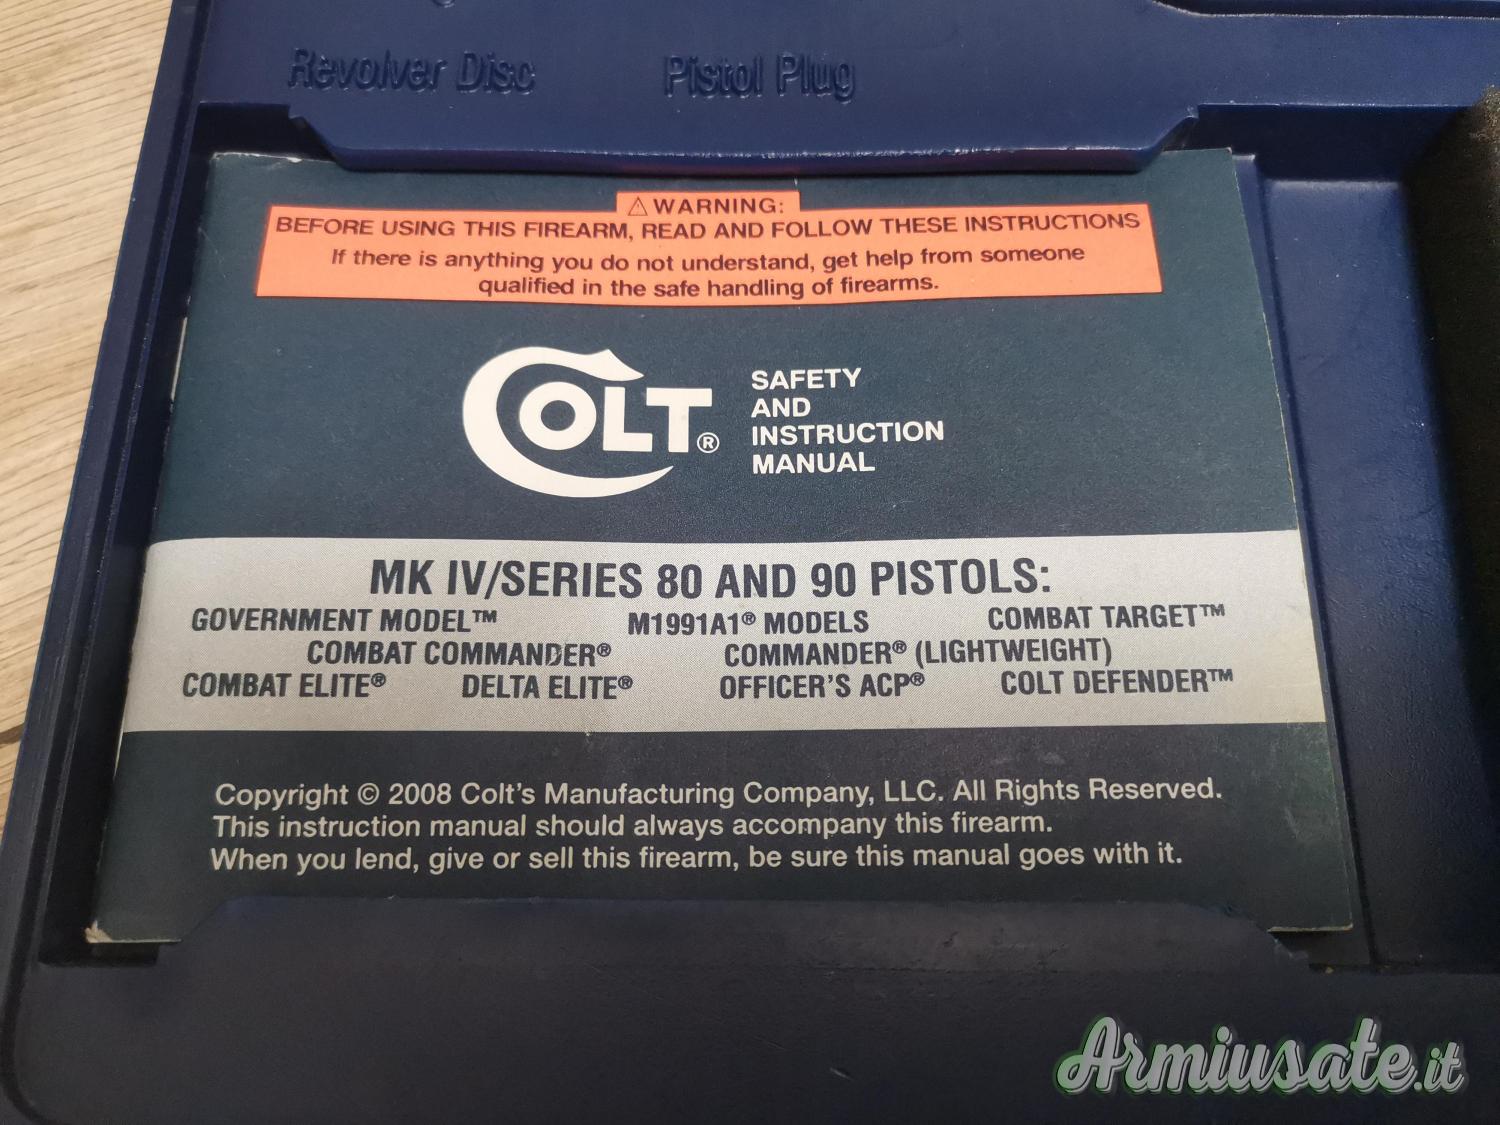 Revolver Disc Pistol Plug
⚠ WARNING:
BEFORE USING THIS FIREARM, READ AND FOLLOW THESE INSTRUCTIONS
If there is anything you do not understand, get help from someone
qualified in the safe handling of firearms.
COLT®
SAFETY
AND
INSTRUCTION
MANUAL
MK IV/SERIES 80 AND 90 PISTOLS:
GOVERNMENT MODEL™ M1991A1® MODELS COMBAT TARGET™
COMBAT COMMANDER® COMMANDER® (LIGHTWEIGHT)
COMBAT ELITE® DELTA ELITE® OFFICER'S ACP® COLT DEFENDER™
Copyright © 2008 Colt's Manufacturing Company, LLC. All Rights Reserved.
This instruction manual should always accompany this firearm.
When you lend, give or sell this firearm, be sure this manual goes with it.
Armiusate.it